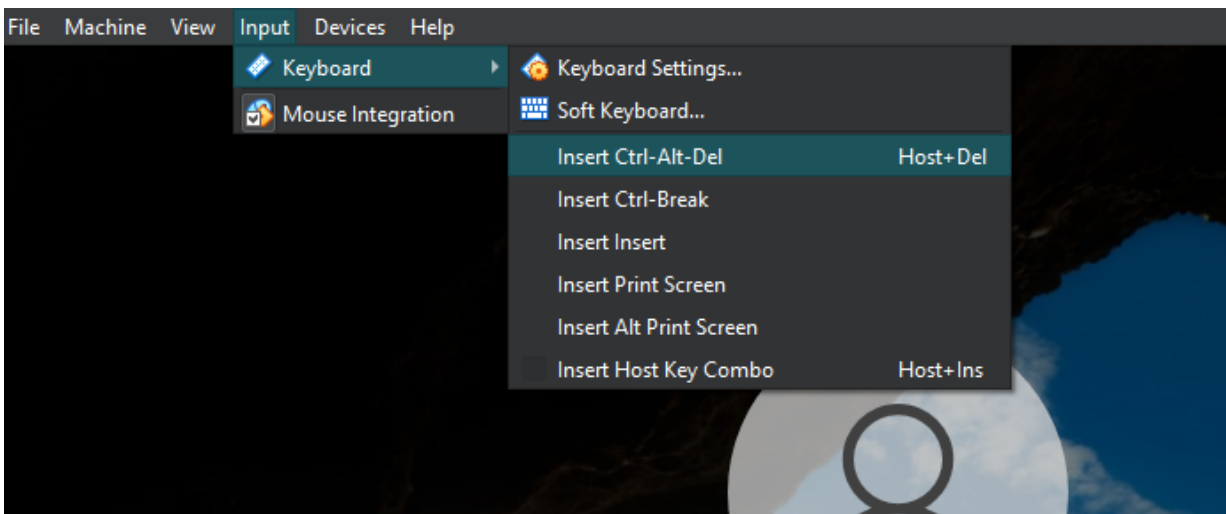 File Machine View Input Devices Help
Keyboard
Mouse Integration
Keyboard Settings...
Soft Keyboard...
Insert Ctrl-Alt-Del Host+Del
Insert Ctrl-Break
Insert Insert
Insert Print Screen
Insert Alt Print Screen
Insert Host Key Combo Host+Ins